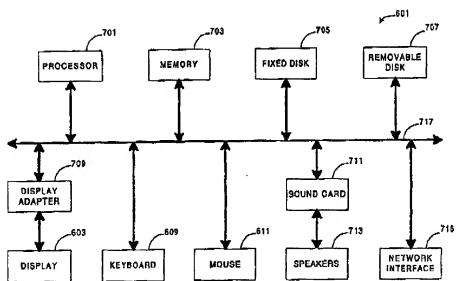 601
701
703
705
707
PROCESSOR
MEMORY
FIXED DISK
REMOVABLE
DISK
717
709
711
DISPLAY
ADAPTER
SOUND CARD
603
609
611
713
715
DISPLAY
KEYBOARD
MOUSE
SPEAKERS
NETWORK
INTERFACE